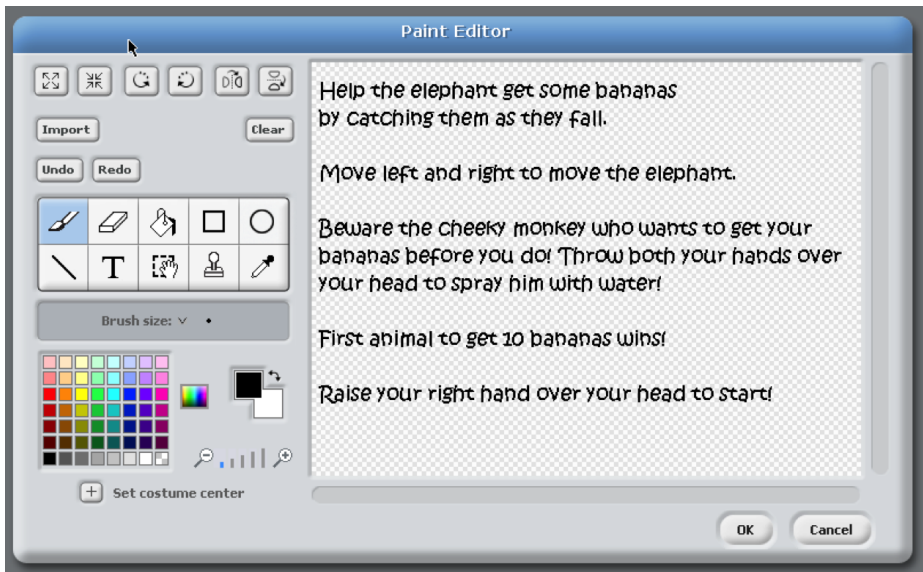 Paint Editor
Import
Clear
Undo
Redo
T
Brush size:
Set costume center
Help the elephant get some bananas
by catching them as they fall.
Move left and right to move the elephant.
Beware the cheeky monkey who wants to get your
bananas before you do! Throw both your hands over
your head to spray him with water!
First animal to get 10 bananas wins!
Raise your right hand over your head to start!
OK
Cancel